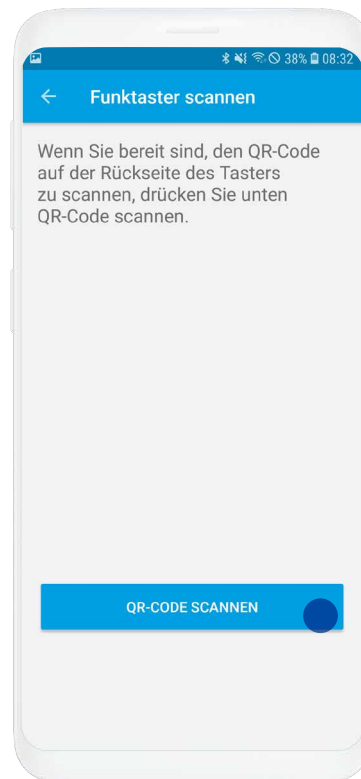 38% 08:32
Funktaster scannen
Wenn Sie bereit sind, den QR-Code
auf der Rückseite des Tasters
zu scannen, drücken Sie unten
QR-Code scannen.
QR-CODE SCANNEN